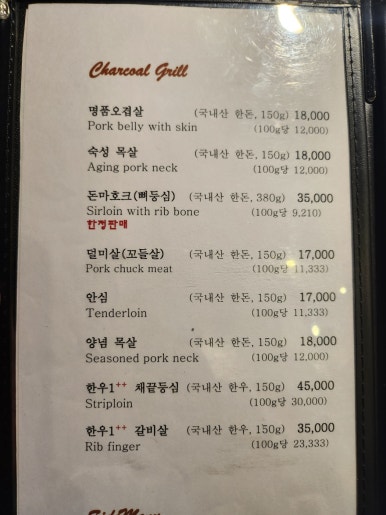 Charcoal Grill
명품오겹살 (국내산 한돈, 150g) 18,000
Pork belly with skin (100g당 12,000)
숙성 목살 (국내산 한돈, 150g) 18,000
Aging pork neck (100g당 12,000)
돈마호크(뼈등심) (국내산 한돈, 380g) 35,000
Sirloin with rib bone (100g당 9,210)
한정판매
덜미살(꼬들살) (국내산 한돈, 150g) 17,000
Pork chuck meat (100g당 11,333)
안심 (국내산 한돈, 150g) 17,000
Tenderloin (100g당 11,333)
양념 목살 (국내산 한돈, 150g) 18,000
Seasoned pork neck (100g당 12,000)
한우1++ 채끝등심 (국내산 한우, 150g) 45,000
Striploin (100g당 30,000)
한우1++ 갈비살 (국내산 한우, 150g) 35,000
Rib finger (100g당 23,333)